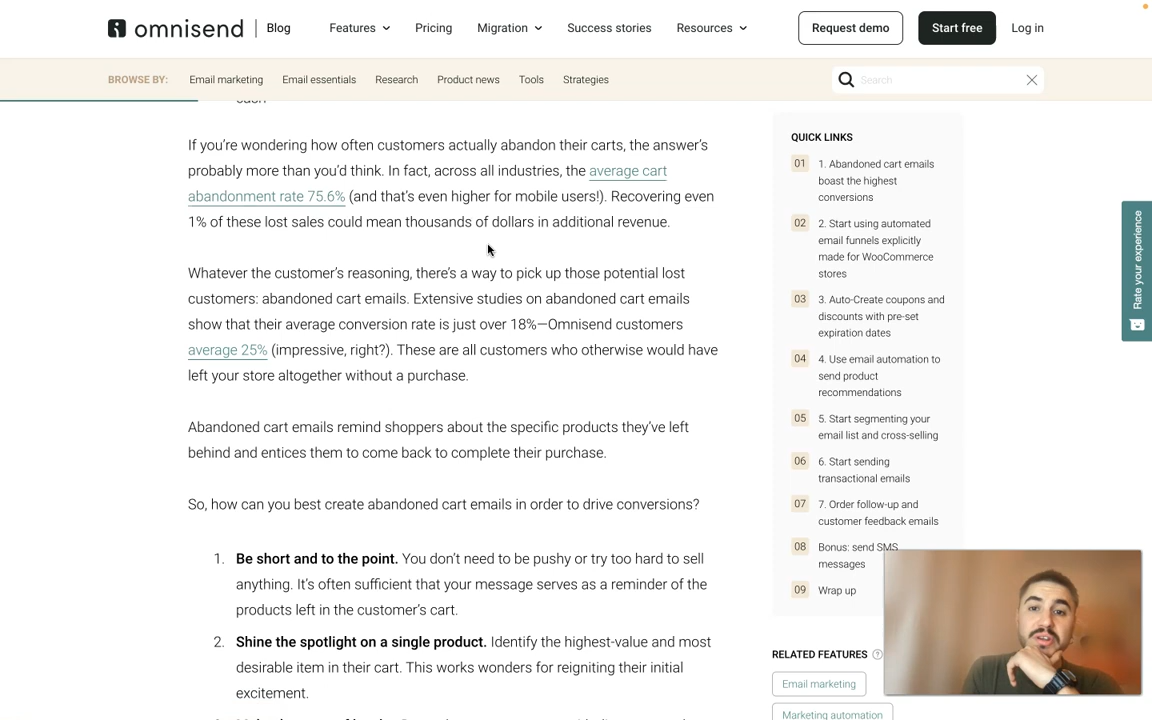 omnisend
Blog
Features
Pricing
Migration
Success stories
Resources
Request demo
Start free
Log in
BROWSE BY:
Email marketing
Email essentials
Research
Product news
Tools
Strategies
Search
If you're wondering how often customers actually abandon their carts, the answer's
probably more than you'd think. In fact, across all industries, the average cart
abandonment rate 75.6% (and that's even higher for mobile users!). Recovering even
1% of these lost sales could mean thousands of dollars in additional revenue.
Whatever the customer's reasoning, there's a way to pick up those potential lost
customers: abandoned cart emails. Extensive studies on abandoned cart emails
show that their average conversion rate is just over 18%—Omnisend customers
average 25% (impressive, right?). These are all customers who otherwise would have
left your store altogether without a purchase.
Abandoned cart emails remind shoppers about the specific products they've left
behind and entices them to come back to complete their purchase.
So, how can you best create abandoned cart emails in order to drive conversions?
1. Be short and to the point. You don't need to be pushy or try too hard to sell
anything. It's often sufficient that your message serves as a reminder of the
products left in the customer's cart.
2. Shine the spotlight on a single product. Identify the highest-value and most
desirable item in their cart. This works wonders for reigniting their initial
excitement.
QUICK LINKS
01 1. Abandoned cart emails
boast the highest
conversions
02 2. Start using automated
email funnels explicitly
made for WooCommerce
stores
03 3. Auto-Create coupons and
discounts with pre-set
expiration dates
04 4. Use email automation to
send product
recommendations
05 5. Start segmenting your
email list and cross-selling
06 6. Start sending
transactional emails
07 7. Order follow-up and
customer feedback emails
08 Bonus: send SMS
messages
09 Wrap up
RELATED FEATURES
Email marketing
Marketing automation
Rate your experience